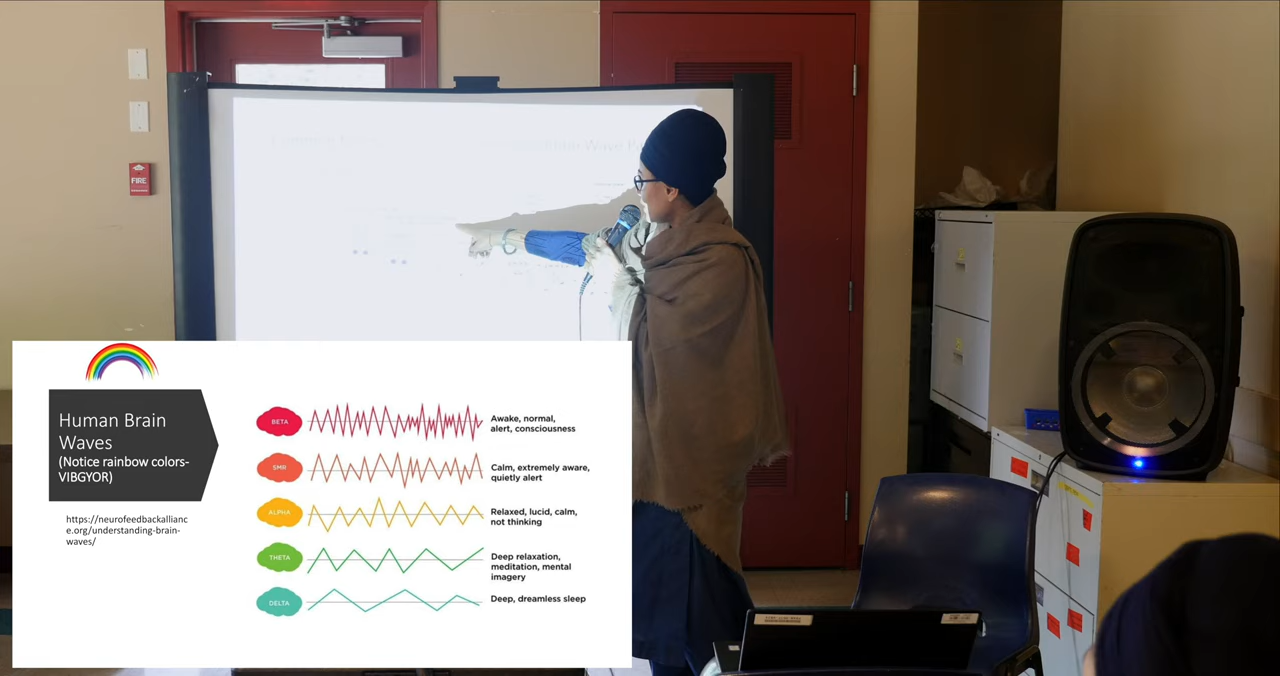 FIRE
Wave
Human Brain
Waves
(Notice rainbow colors-
VIBGYOR)
https://neurofeedbackallianc
e.org/understanding-brain-
waves/
BETA
Awake, normal,
alert, consciousness
SMR
Calm, extremely aware,
quietly alert
ALPHA
Relaxed, lucid, calm,
not thinking
THETA
Deep relaxation,
meditation, mental
imagery
DELTA
Deep, dreamless sleep